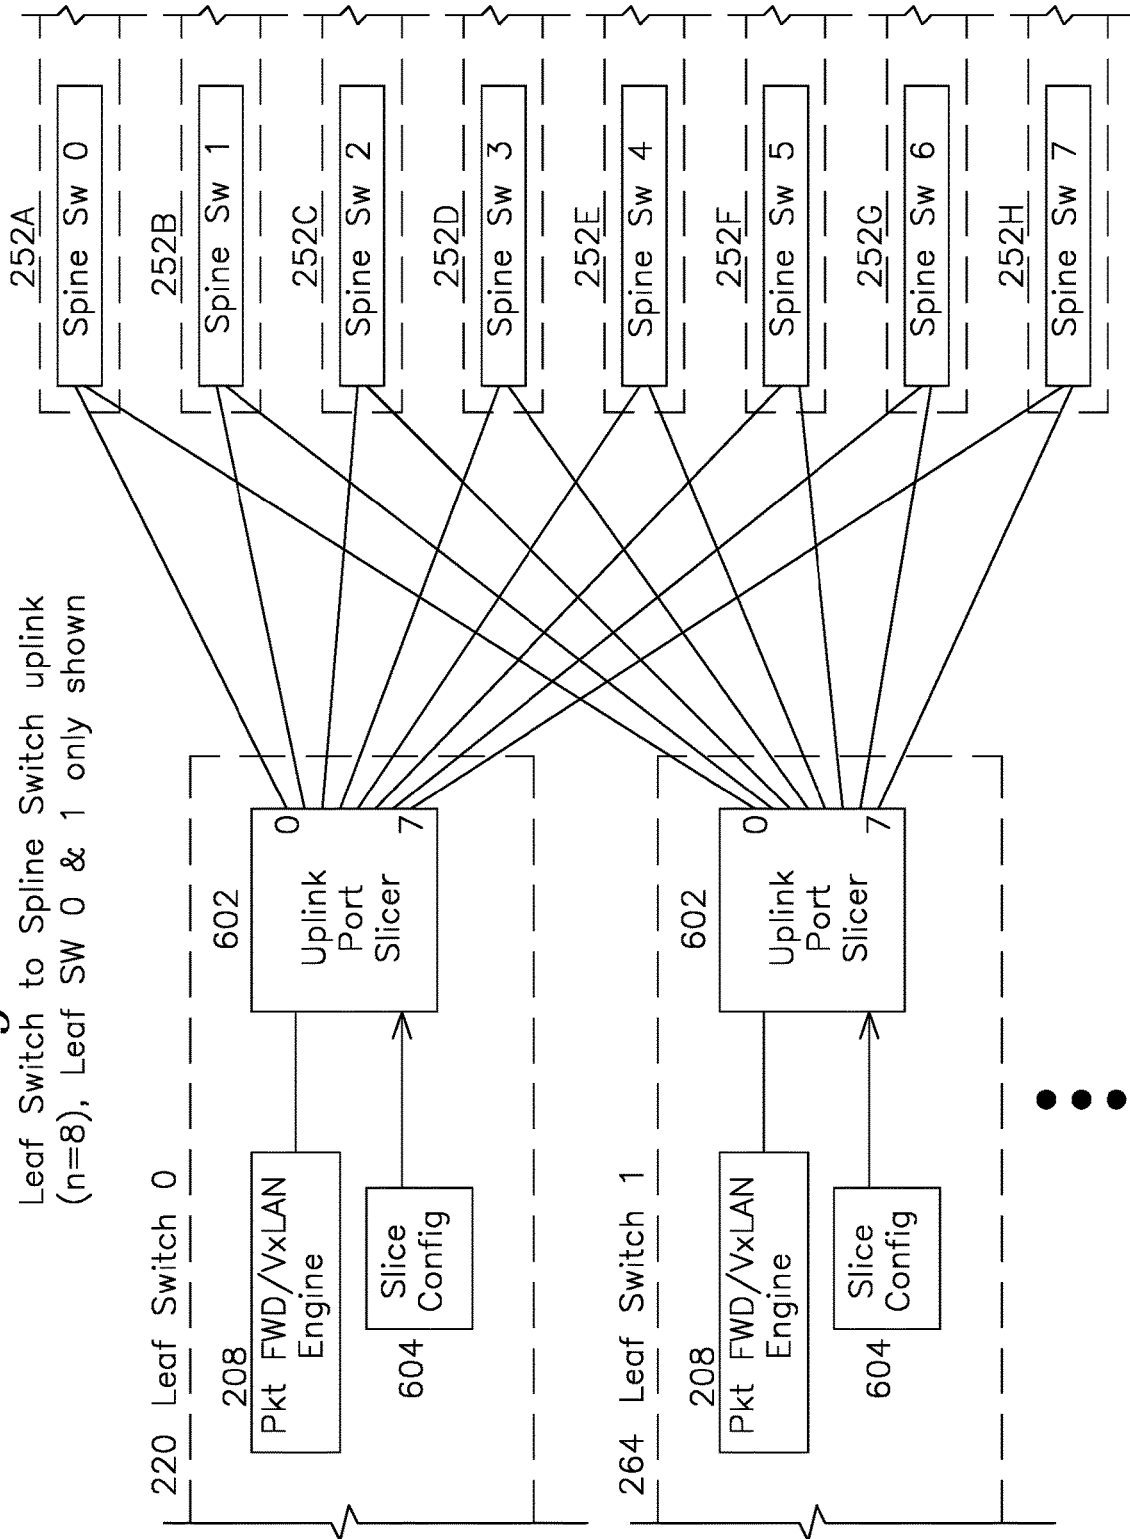 Leaf Switch to Spline Switch uplink
(n=8), Leaf SW 0 & 1 only shown
220 Leaf Switch 0
208
Pkt FWD/VxLAN
Engine
604
Slice
Config
602
Uplink
Port
Slicer
0
7
264 Leaf Switch 1
208
Pkt FWD/VxLAN
Engine
604
Slice
Config
602
Uplink
Port
Slicer
0
7
252A
Spine Sw 0
252B
Spine Sw 1
252C
Spine Sw 2
252D
Spine Sw 3
252E
Spine Sw 4
252F
Spine Sw 5
252G
Spine Sw 6
252H
Spine Sw 7